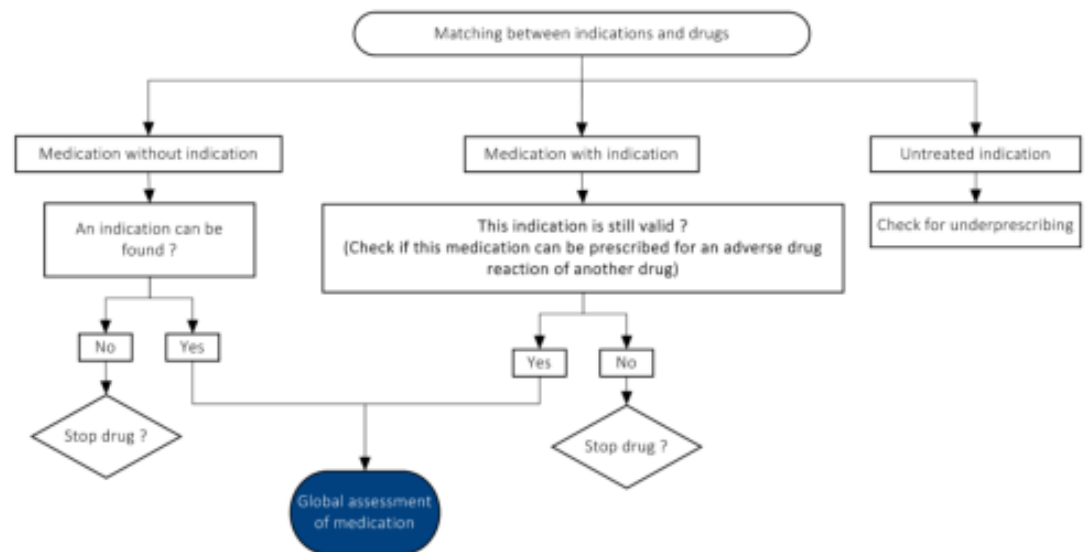 Matching between indications and drugs
Medication without indication
Medication with indication
Untreated indication
An indication can be
found ?
This indication is still valid ?
(Check if this medication can be prescribed for an adverse drug
reaction of another drug)
Check for underprescribing
No
Yes
Yes
No
Stop drug ?
Stop drug ?
Global assessment
of medication